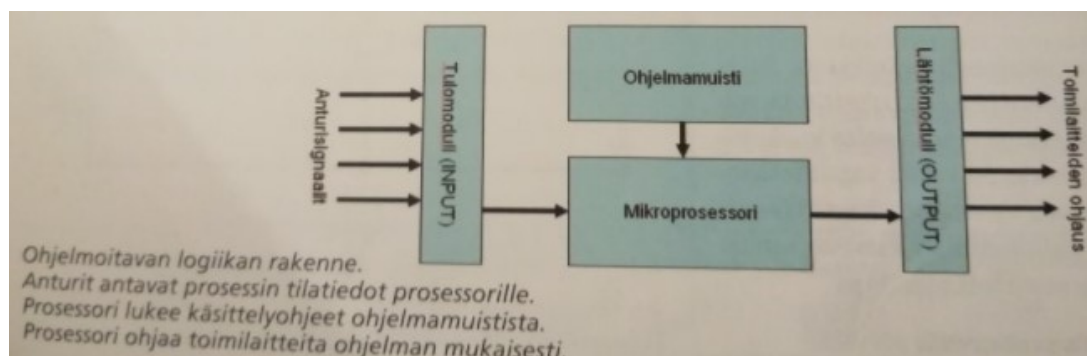 Anturisignaalit
Tulomoduli (INPUT)
Ohjelmamuisti
Mikroprosessori
Lähtömoduli (OUTPUT)
Toimilaitteiden ohjaus
Ohjelmoitavan logiikan rakenne.
Anturit antavat prosessin tilatiedot prosessorille.
Prosessori lukee käsittelyohjeet ohjelmamuistista.
Prosessori ohjaa toimilaitteita ohjelman mukaisesti.